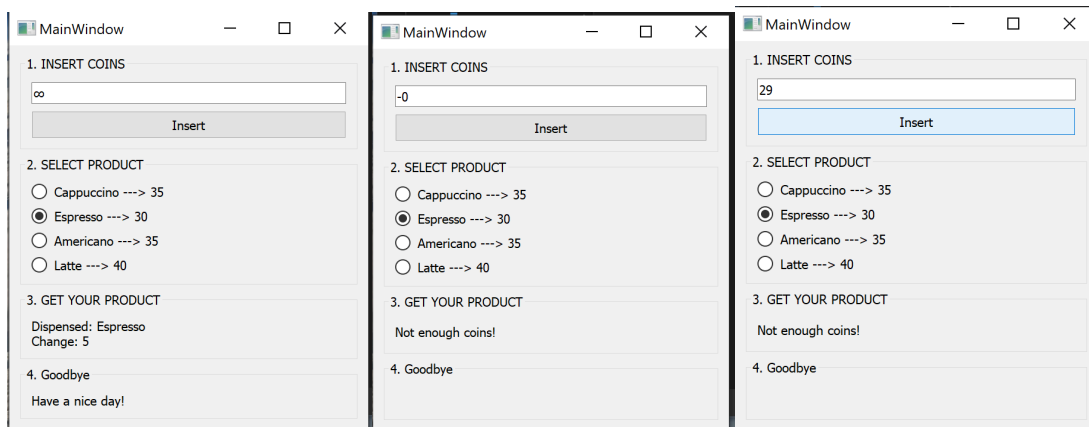 MainWindow
1. INSERT COINS
∞
Insert
2. SELECT PRODUCT
Cappuccino ---> 35
Espresso ---> 30
Americano ---> 35
Latte ---> 40
3. GET YOUR PRODUCT
Dispensed: Espresso
Change: 5
4. Goodbye
Have a nice day!
MainWindow
1. INSERT COINS
-0
Insert
2. SELECT PRODUCT
Cappuccino ---> 35
Espresso ---> 30
Americano ---> 35
Latte ---> 40
3. GET YOUR PRODUCT
Not enough coins!
4. Goodbye
MainWindow
1. INSERT COINS
29
Insert
2. SELECT PRODUCT
Cappuccino ---> 35
Espresso ---> 30
Americano ---> 35
Latte ---> 40
3. GET YOUR PRODUCT
Not enough coins!
4. Goodbye